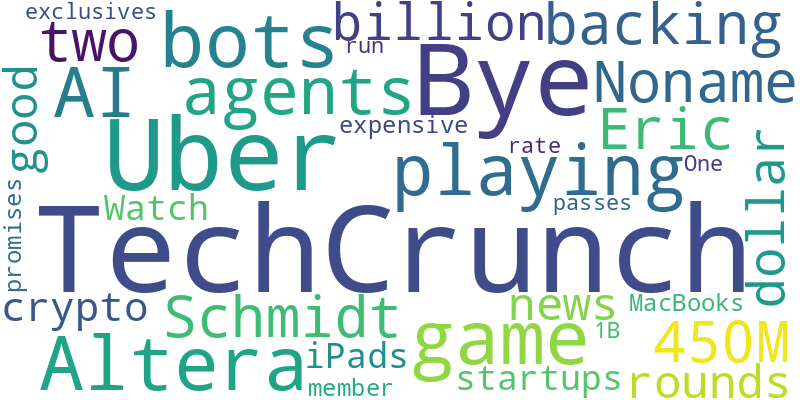 exclusives
two
bots
run
billion
backing
AI
agents
Bye
Noname
good
Uber
expensive
Eric
rate
playing
One
dollar
promises
Watch
passes
TechCrunch
crypto
Schmidt
news
MacBooks
game
1B
450M
Altera
iPads
member
startups
rounds